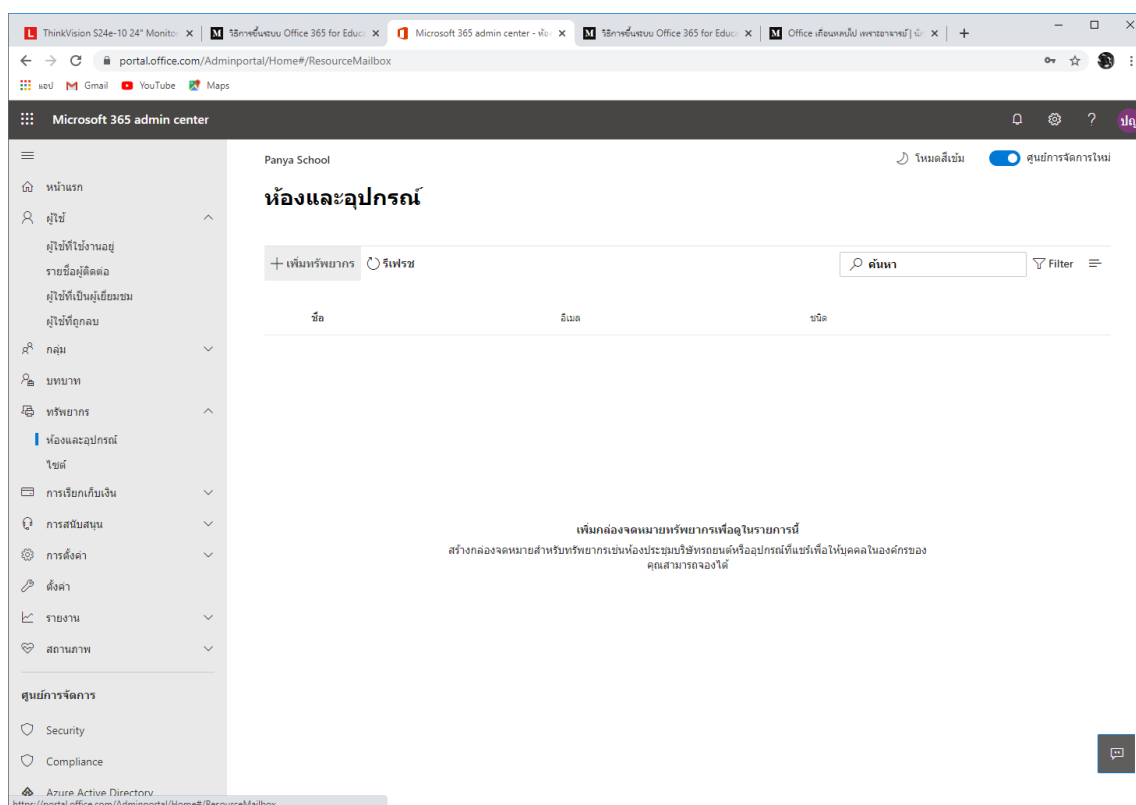 ThinkVision S24e-10 24" Monitor
วิธีการขึ้นระบบ Office 365 for Educ
Microsoft 365 admin center - ห้อง
วิธีการขึ้นระบบ Office 365 for Educ
Office เถื่อนหลบไป เพราะอาจารย์ | นัก
portal.office.com/Adminportal/Home#/ResourceMailbox
แอป Gmail YouTube Maps
Microsoft 365 admin center
ปญ
Panya School
โหมดสีเข้ม
ศูนย์การจัดการใหม่
ห้องและอุปกรณ์
เพิ่มทรัพยากร
รีเฟรช
ค้นหา
Filter
ชื่อ
อีเมล
ชนิด
เพิ่มกล่องจดหมายทรัพยากรเพื่อดูในรายการนี้
สร้างกล่องจดหมายสำหรับทรัพยากรเช่นห้องประชุมบริษัทรถยนต์หรืออุปกรณ์ที่แชร์เพื่อให้บุคคลในองค์กรของ
คุณสามารถจองได้
หน้าแรก
ผู้ใช้
ผู้ใช้ที่ใช้งานอยู่
รายชื่อผู้ติดต่อ
ผู้ใช้ที่เป็นผู้เยี่ยมชม
ผู้ใช้ที่ถูกลบ
กลุ่ม
บทบาท
ทรัพยากร
ห้องและอุปกรณ์
ไซต์
การเรียกเก็บเงิน
การสนับสนุน
การตั้งค่า
ตั้งค่า
รายงาน
สถานภาพ
ศูนย์การจัดการ
Security
Compliance
Azure Active Directory
https://portal.office.com/Adminportal/Home#/ResourceMailbox